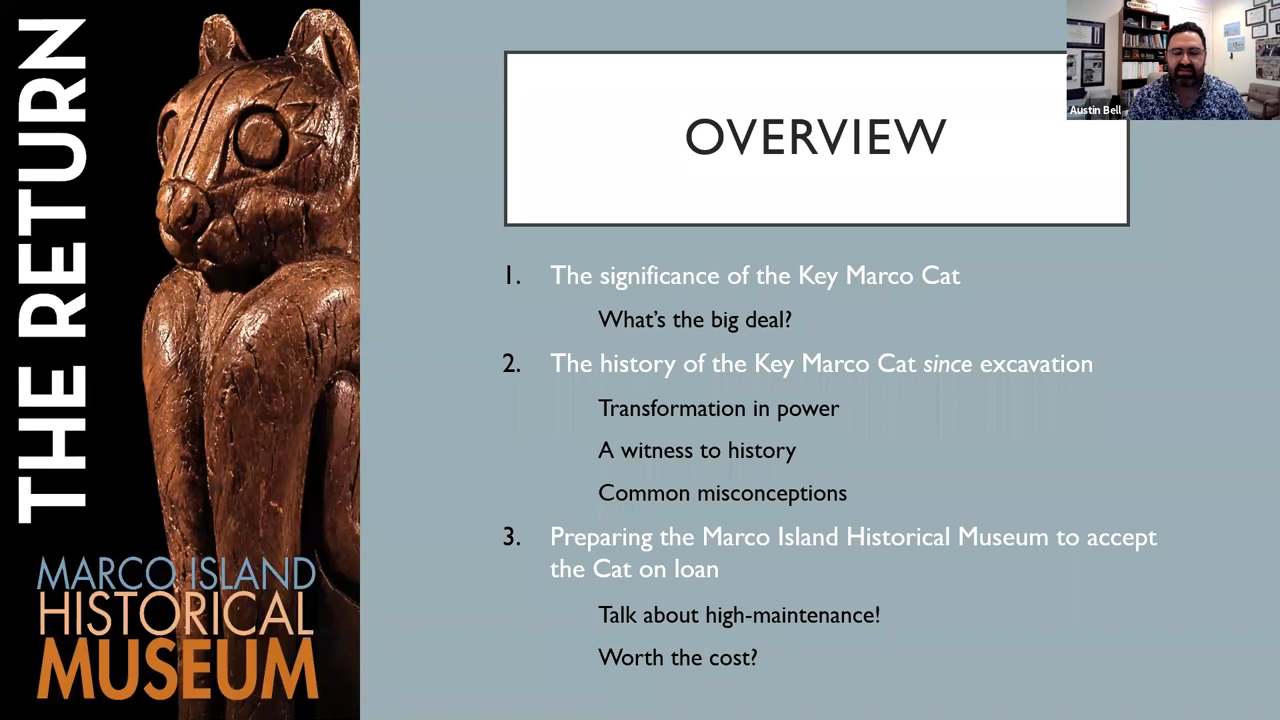 THE RETURN
MARCO ISLAND
HISTORICAL
MUSEUM
OVERVIEW
Austin Bell
1. The significance of the Key Marco Cat
What's the big deal?
2. The history of the Key Marco Cat since excavation
Transformation in power
A witness to history
Common misconceptions
3. Preparing the Marco Island Historical Museum to accept
the Cat on loan
Talk about high-maintenance!
Worth the cost?